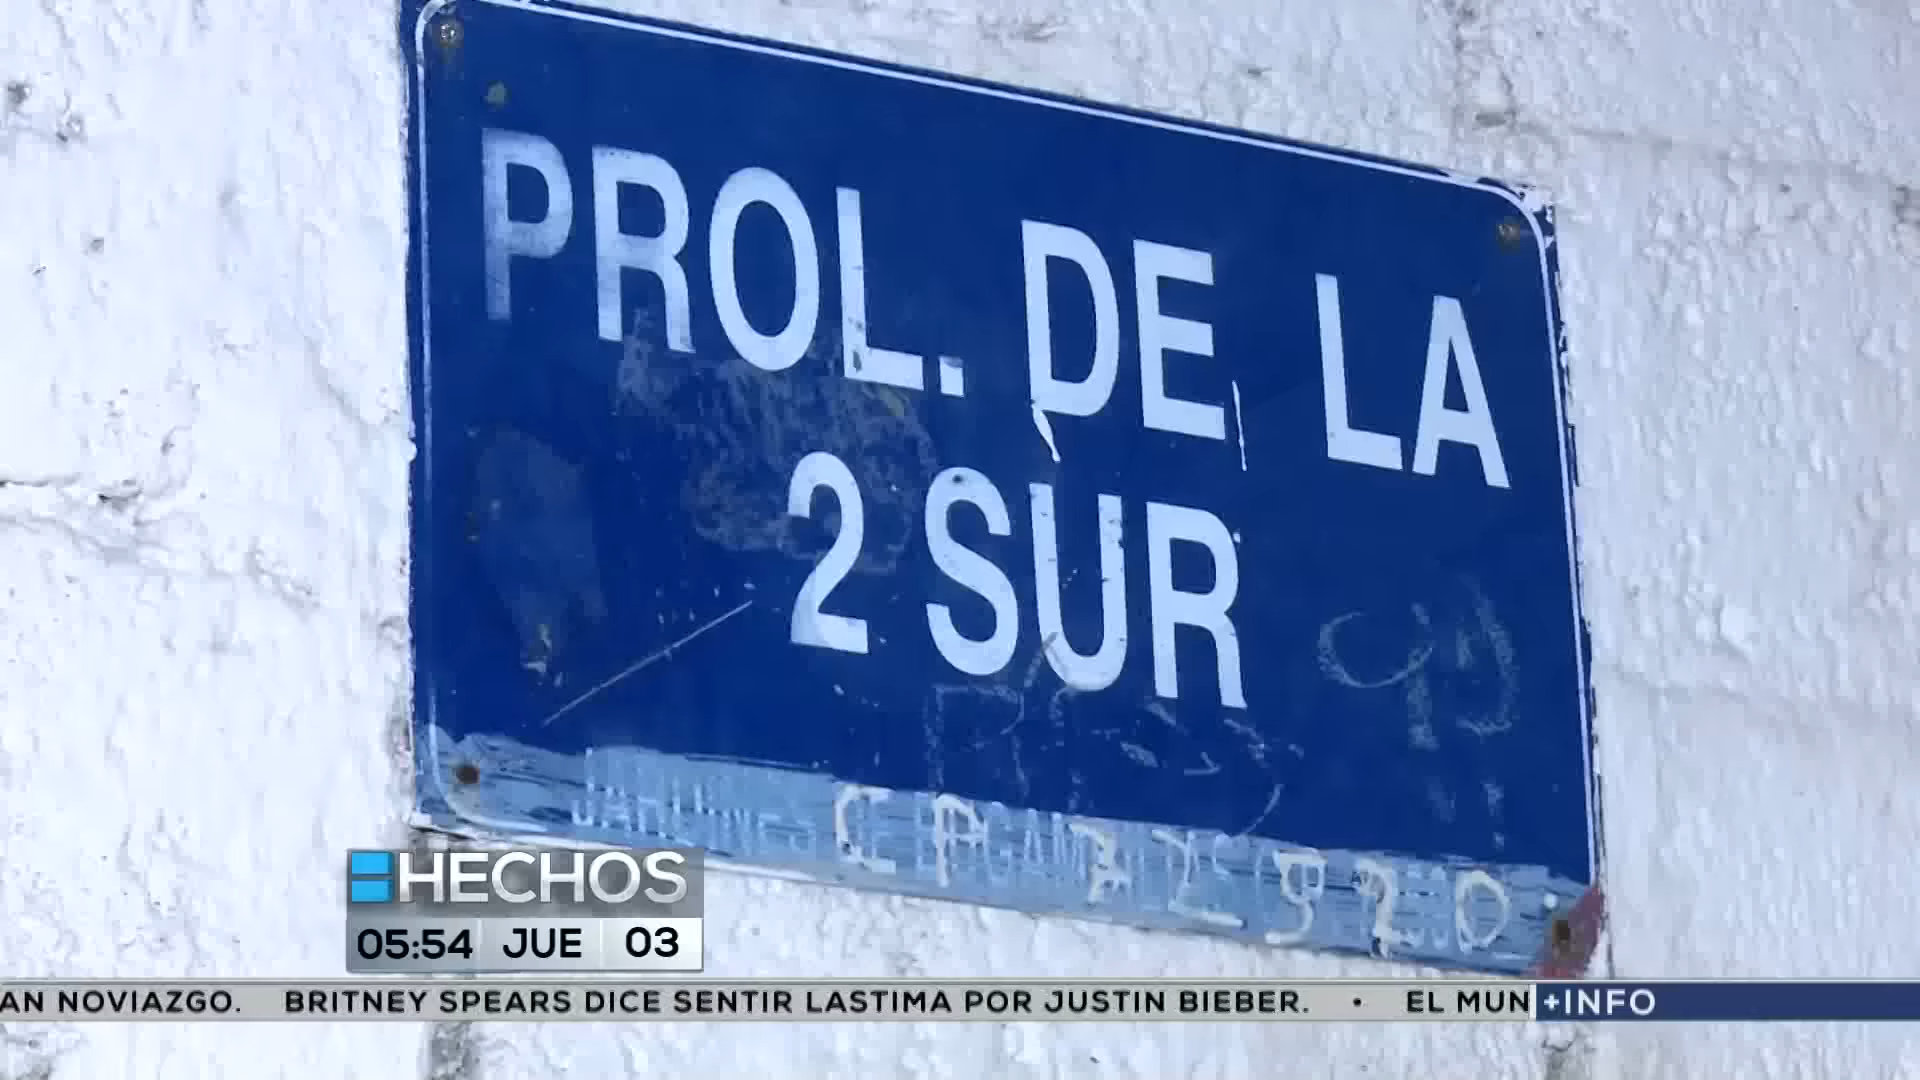 PROL. DE LA
2 SUR
HECHOS
05:54 JUE 03
AN NOVIAZGO. BRITNEY SPEARS DICE SENTIR LASTIMA POR JUSTIN BIEBER. • EL MUN
+INFO